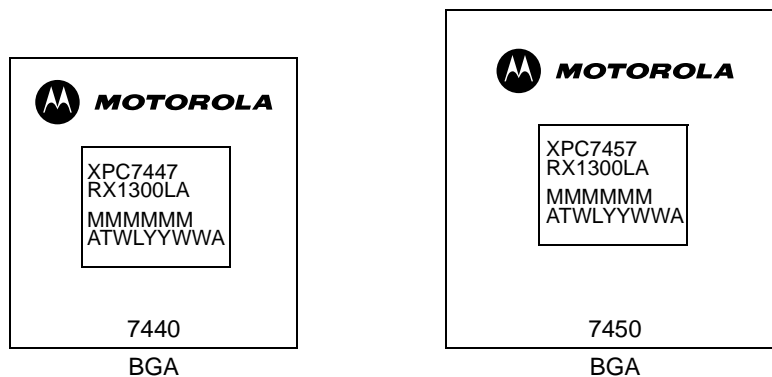 MOTOROLA
XPC7447
RX1300LA
MMMMMM
ATWLYYWWA
7440
BGA
MOTOROLA
XPC7457
RX1300LA
MMMMMM
ATWLYYWWA
7450
BGA